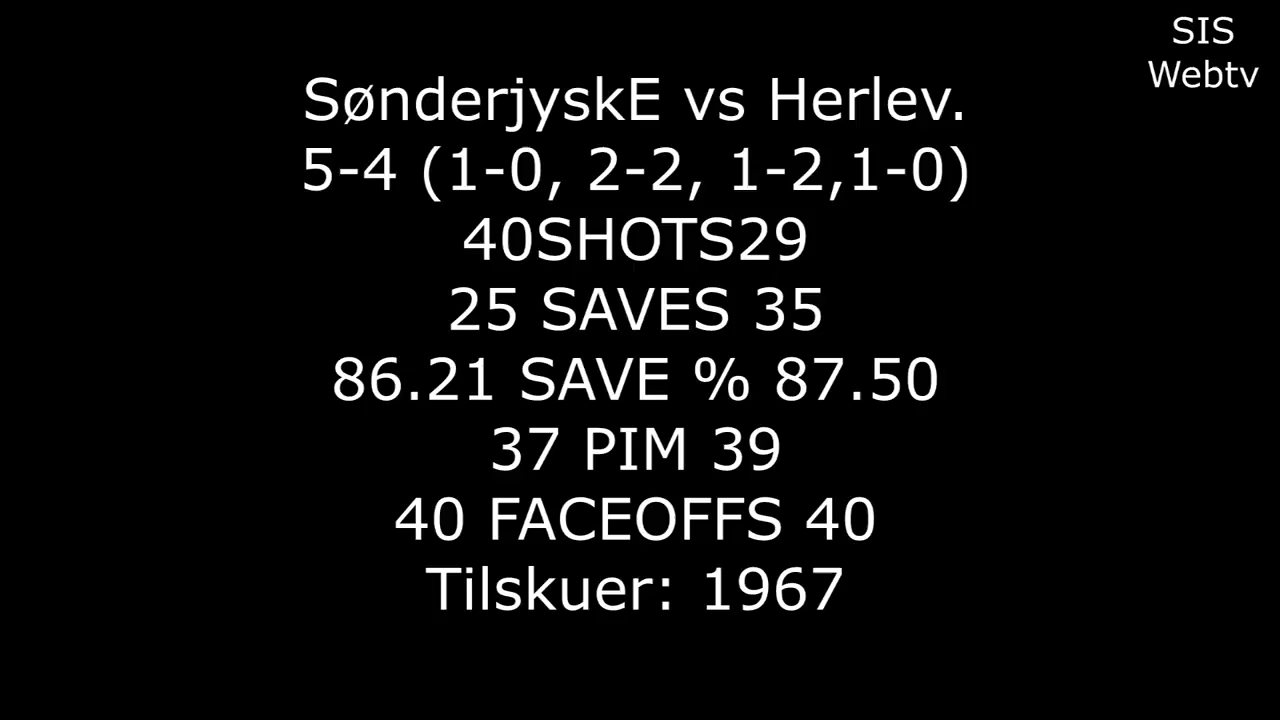 SIS
Webtv
SønderjyskE vs Herlev.
5-4 (1-0, 2-2, 1-2,1-0)
40SHOTS29
25 SAVES 35
86.21 SAVE % 87.50
37 PIM 39
40 FACEOFFS 40
Tilskuer: 1967